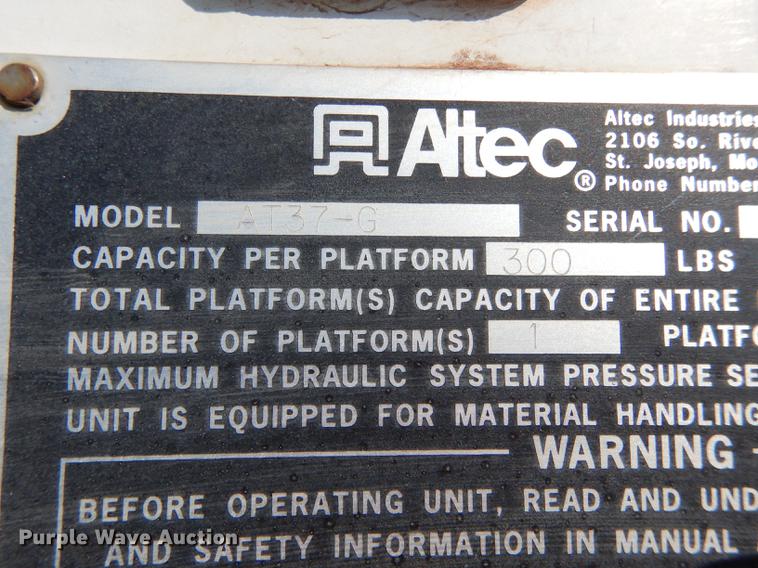 Altec
®
Altec Industries
2106 So. Rive
St. Joseph, Mo
Phone Number
MODEL AT37-G SERIAL NO.
CAPACITY PER PLATFORM 300 LBS
TOTAL PLATFORM(S) CAPACITY OF ENTIRE
NUMBER OF PLATFORM(S) 1 PLATFO
MAXIMUM HYDRAULIC SYSTEM PRESSURE SE
UNIT IS EQUIPPED FOR MATERIAL HANDLING
WARNING
BEFORE OPERATING UNIT, READ AND UND
AND SAFETY INFORMATION IN MANUAL
Purple Wave Auction